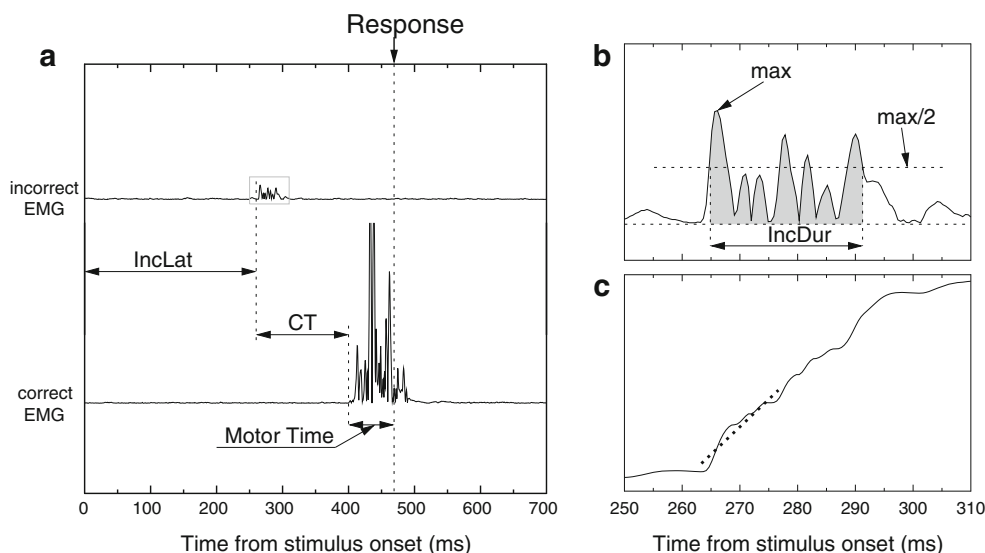 Response
a
incorrect
EMG
IncLat
CT
correct
EMG
Motor Time
0 100 200 300 400 500 600 700
Time from stimulus onset (ms)
b
max
max/2
IncDur
c
250 260 270 280 290 300 310
Time from stimulus onset (ms)